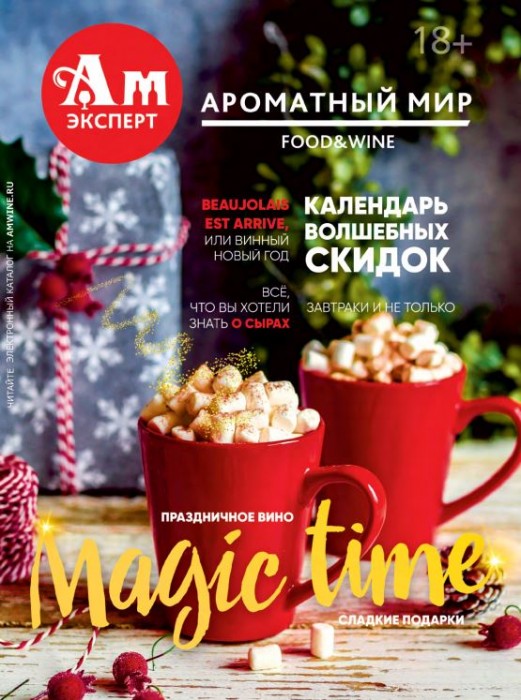 18+
Ам
ЭКСПЕРТ
АРОМАТНЫЙ МИР
FOOD&WINE
BEAUJOLAIS
EST ARRIVE,
ИЛИ ВИННЫЙ
НОВЫЙ ГОД
КАЛЕНДАРЬ
ВОЛШЕБНЫХ
СКИДОК
ВСЁ,
ЧТО ВЫ ХОТЕЛИ
ЗНАТЬ О СЫРАХ
ЗАВТРАКИ И НЕ ТОЛЬКО
ЧИТАЙТЕ ЭЛЕКТРОННЫЙ КАТАЛОГ НА AMWINE.RU
ПРАЗДНИЧНОЕ ВИНО
Magic time
СЛАДКИЕ ПОДАРКИ